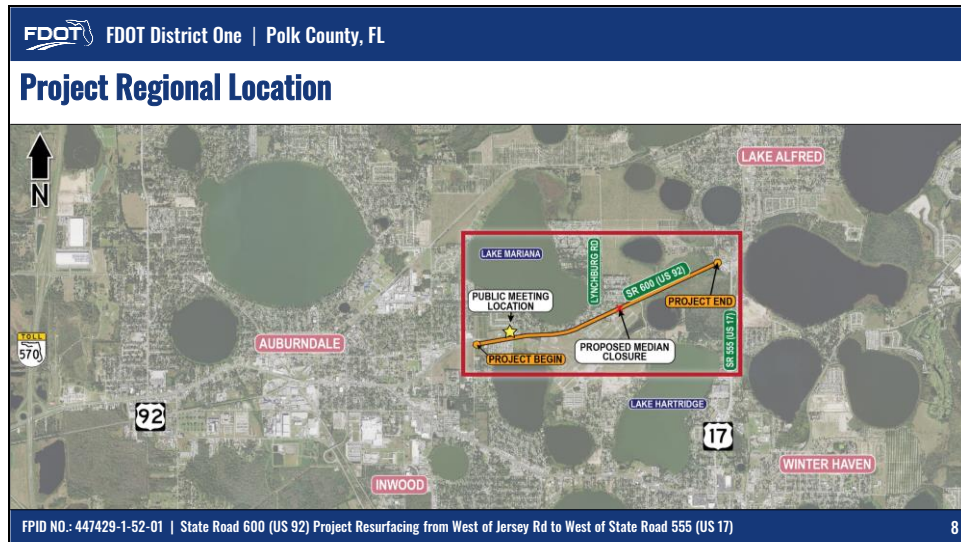 FDOT FDOT District One | Polk County, FL
Project Regional Location
N
LAKE ALFRED
LAKE MARIANA
LYNCHBURG RD
SR 600 (US 92)
PUBLIC MEETING
LOCATION
PROJECT END
TOLL
570
AUBURNDALE
PROJECT BEGIN
PROPOSED MEDIAN
CLOSURE
SR 555 (US 17)
92
LAKE HARTRIDGE
17
INWOOD
WINTER HAVEN
FPID NO.: 447429-1-52-01 | State Road 600 (US 92) Project Resurfacing from West of Jersey Rd to West of State Road 555 (US 17)
8